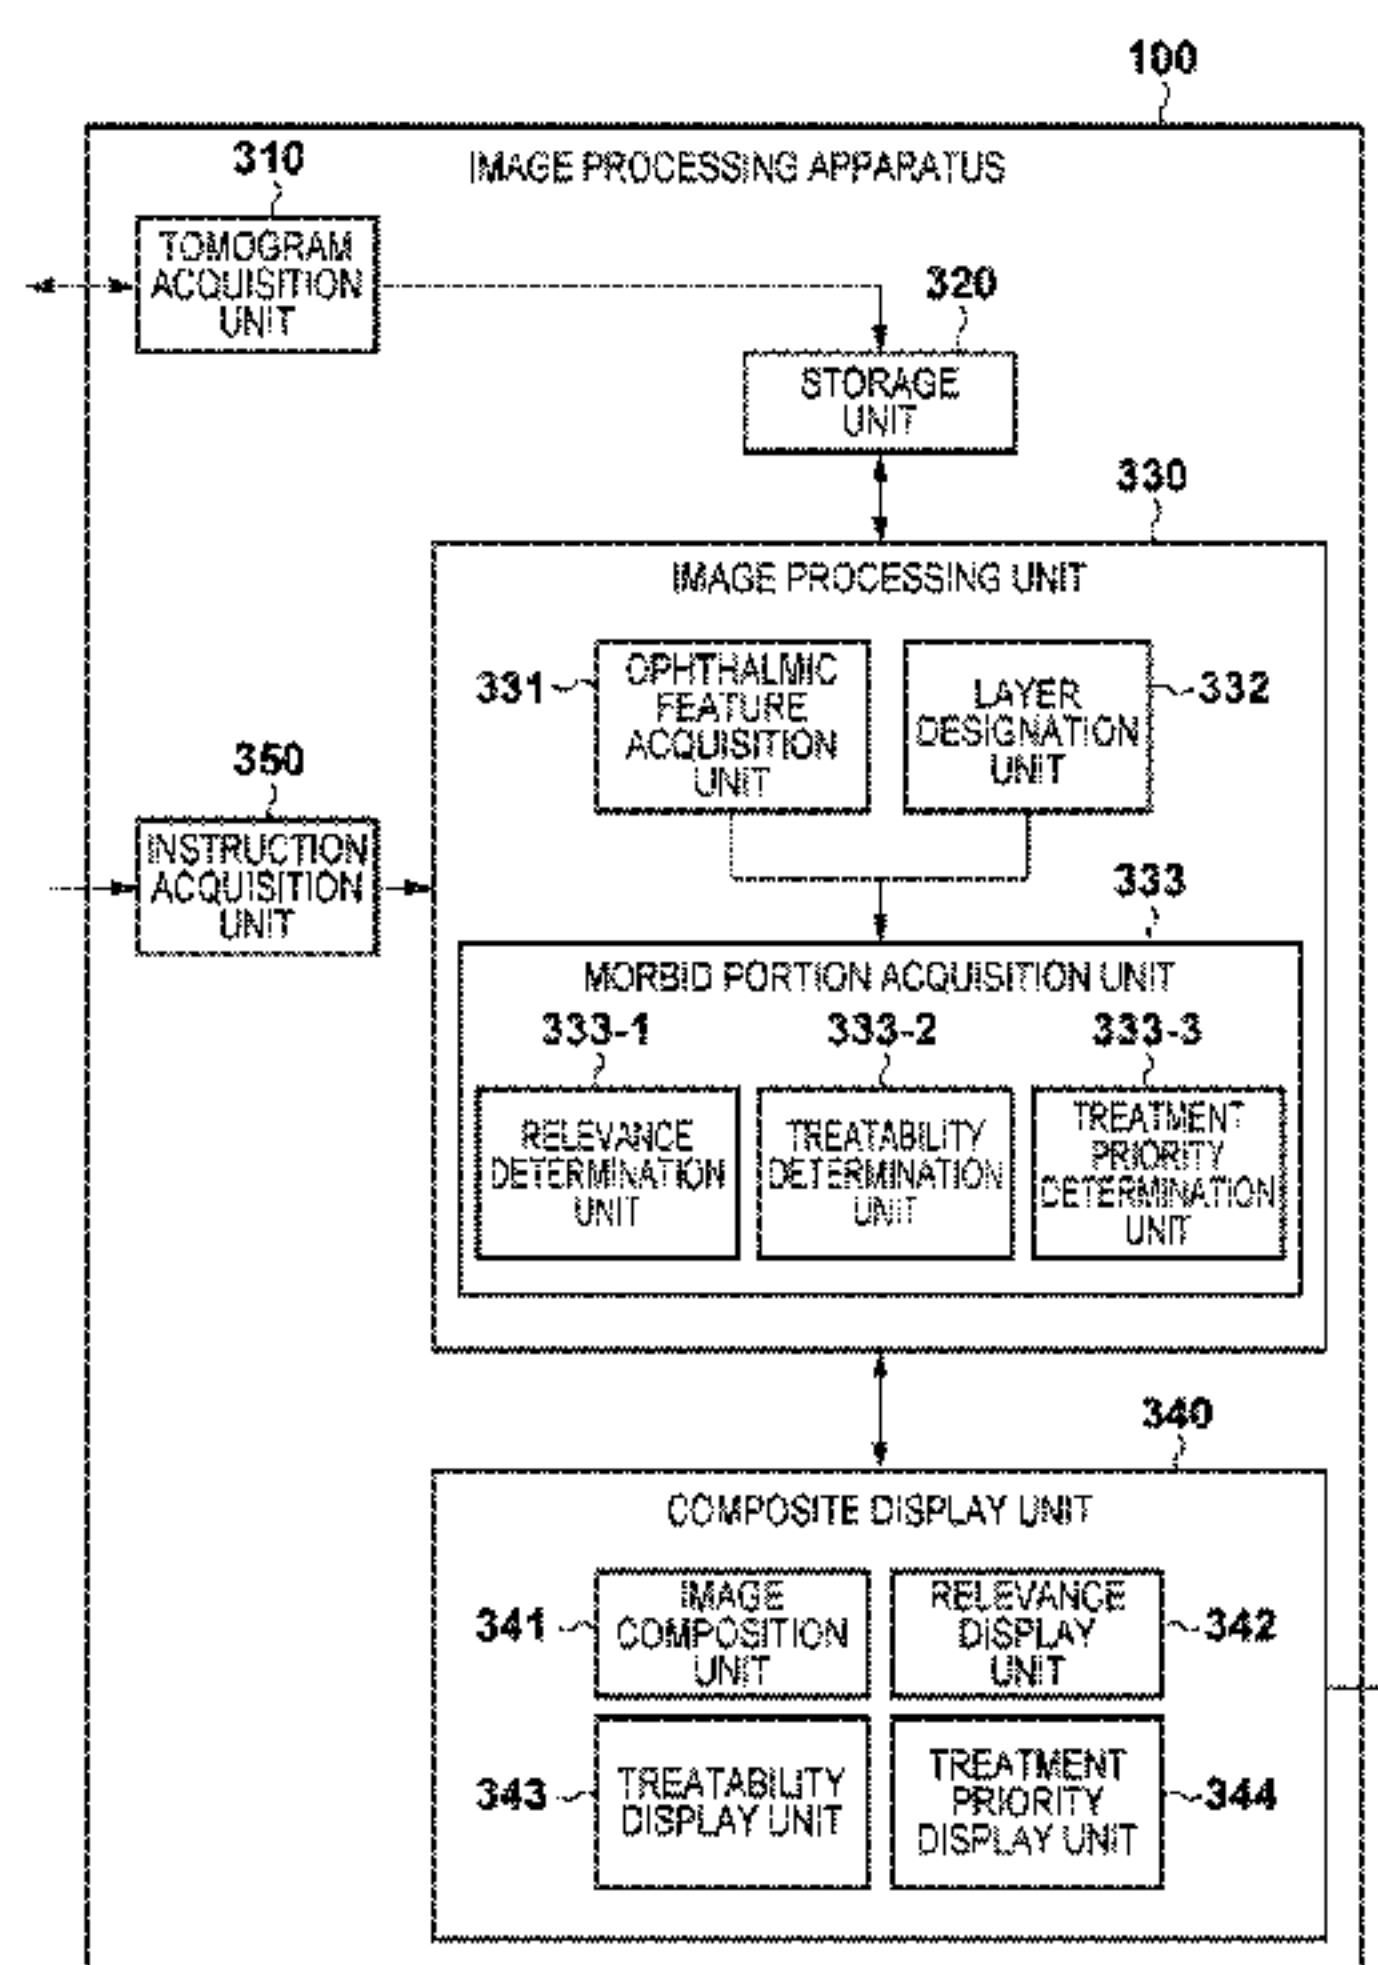 100
IMAGE PROCESSING APPARATUS
310
TOMOGRAM
ACQUISITION
UNIT
320
STORAGE
UNIT
330
IMAGE PROCESSING UNIT
331
OPHTHALMIC
FEATURE
ACQUISITION
UNIT
LAYER
DESIGNATION
UNIT
332
350
INSTRUCTION
ACQUISITION
UNIT
333
MORBID PORTION ACQUISITION UNIT
333-1
333-2
333-3
RELEVANCE
DETERMINATION
UNIT
TREATABILITY
DETERMINATION
UNIT
TREATMENT
PRIORITY
DETERMINATION
UNIT
340
COMPOSITE DISPLAY UNIT
341
IMAGE
COMPOSITION
UNIT
RELEVANCE
DISPLAY
UNIT
342
343
TREATABILITY
DISPLAY UNIT
TREATMENT
PRIORITY
DISPLAY UNIT
344